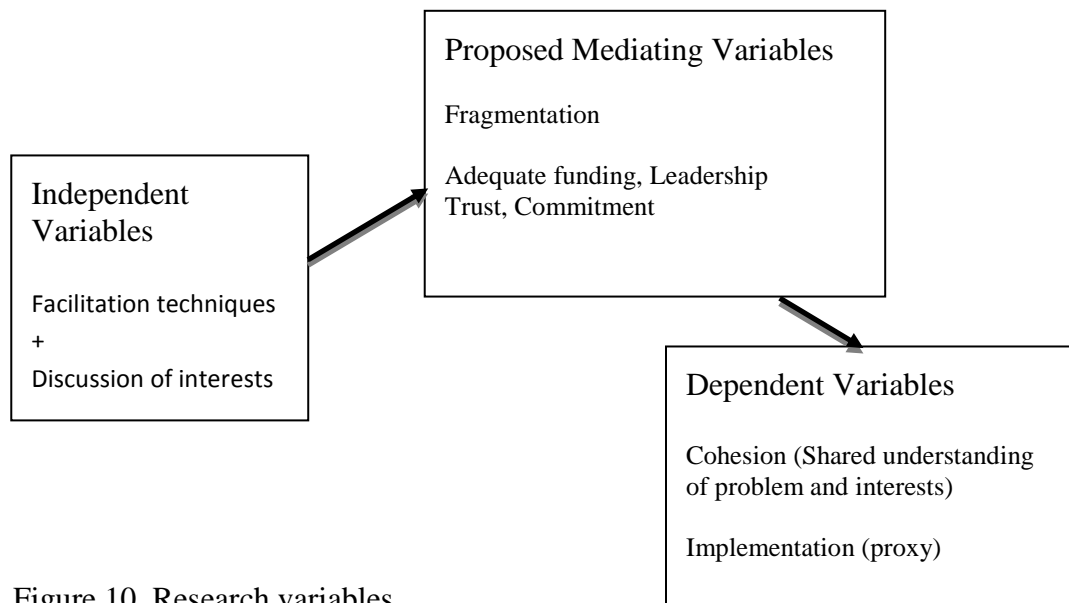 Proposed Mediating Variables
Fragmentation
Adequate funding, Leadership
Trust, Commitment
Independent
Variables
Facilitation techniques
+
Discussion of interests
Dependent Variables
Cohesion (Shared understanding
of problem and interests)
Implementation (proxy)
Figure 10. Research variables